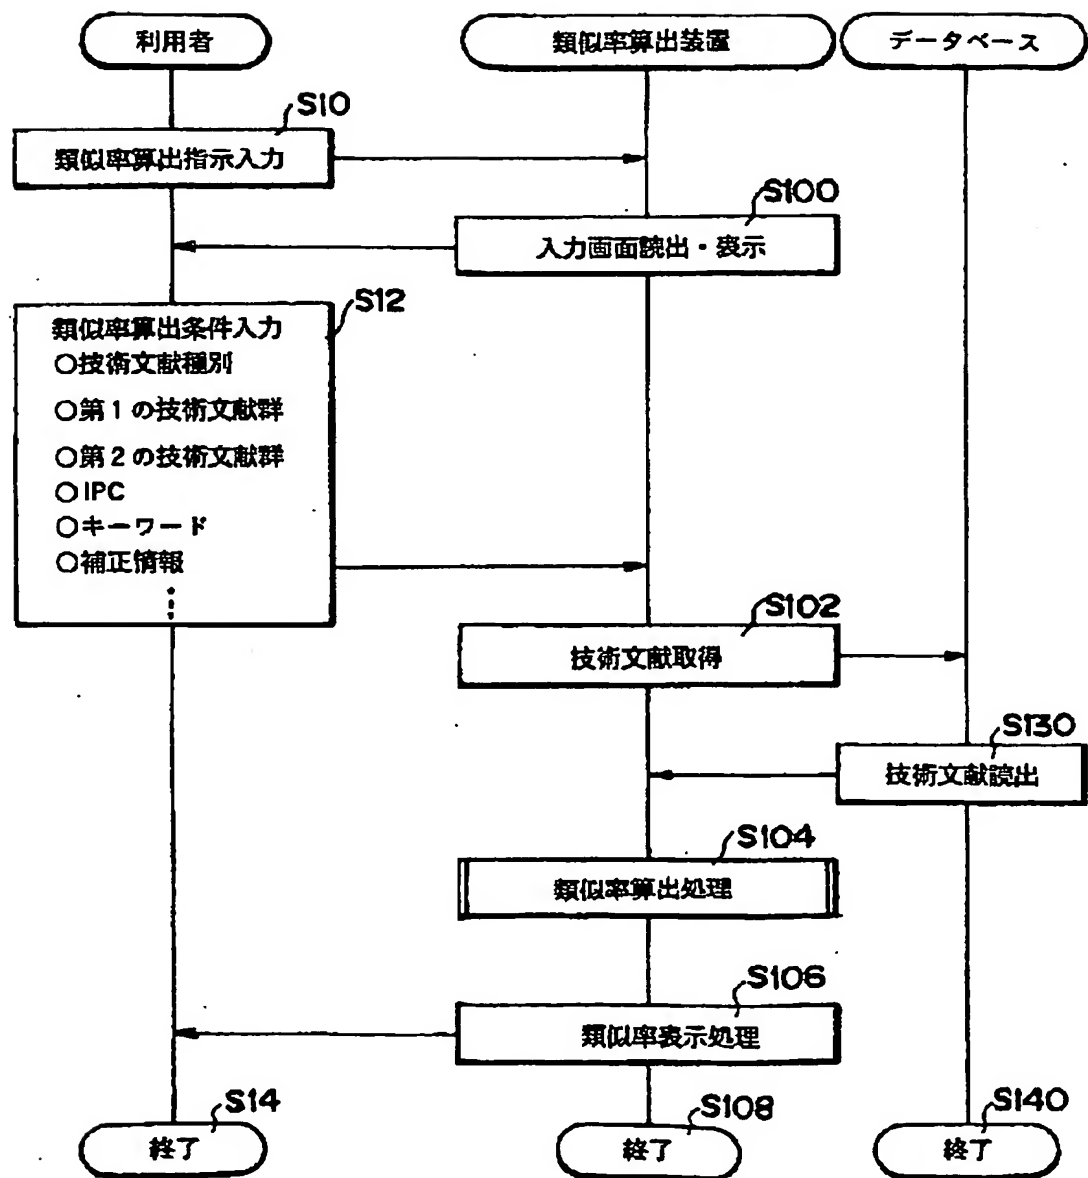 利用者
類似率算出装置
データベース
S10
類似率算出指示入力
S100
入力画面読出・表示
S12
類似率算出条件入力
○技術文献種別
○第1の技術文献群
○第2の技術文献群
○IPC
○キーワード
○補正情報
S102
技術文献取得
S130
技術文献読出
S104
類似率算出処理
S106
類似率表示処理
S14
終了
S108
終了
S140
終了